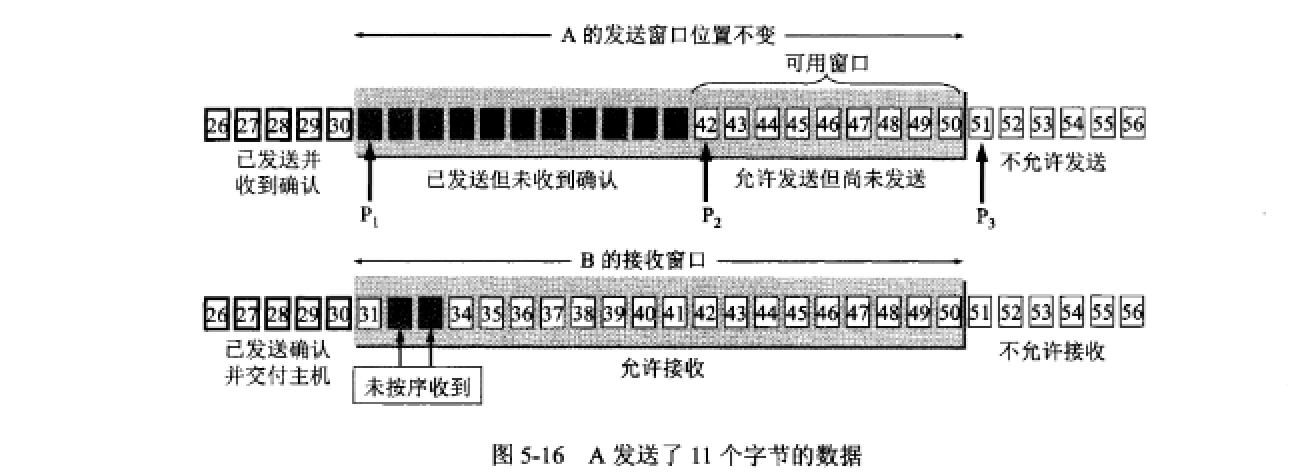 A 的发送窗口位置不变
可用窗口
26 27 28 29 30 42 43 44 45 46 47 48 49 50 51 52 53 54 55 56
已发送并
收到确认
已发送但未收到确认
允许发送但尚未发送
不允许发送
P1 P2 P3
B 的接收窗口
26 27 28 29 30 31 34 35 36 37 38 39 40 41 42 43 44 45 46 47 48 49 50 51 52 53 54 55 56
已发送确认
并交付主机
未按序收到
允许接收
不允许接收
图 5-16 A 发送了 11 个字节的数据